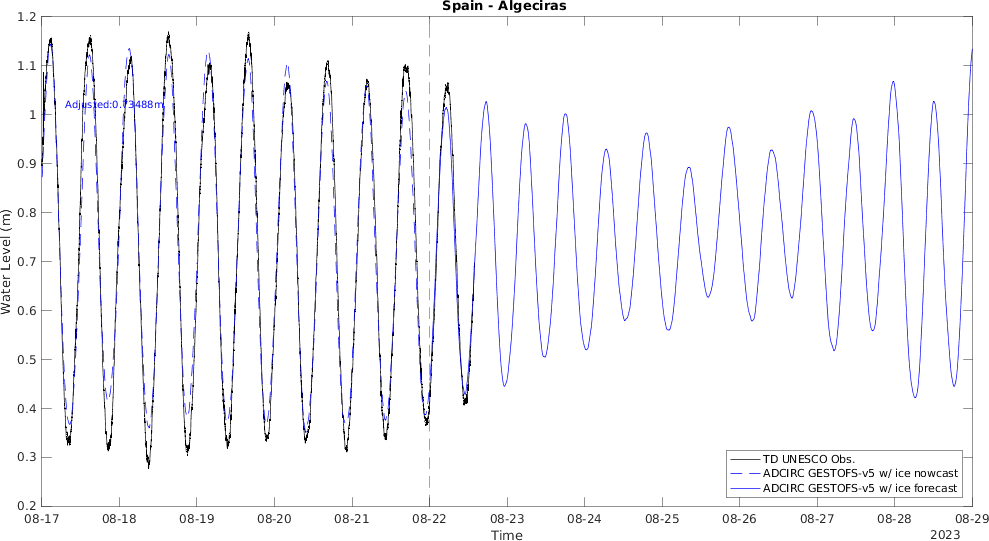 Spain - Algeciras
1.2
1.1
1
0.9
0.8
0.7
0.6
0.5
0.4
0.3
0.2
Water Level (m)
Adjusted:0.73488m
TD UNESCO Obs.
ADCIRC GESTOFS-v5 w/ ice nowcast
ADCIRC GESTOFS-v5 w/ ice forecast
08-17 08-18 08-19 08-20 08-21 08-22 08-23 08-24 08-25 08-26 08-27 08-28 08-29
Time
2023